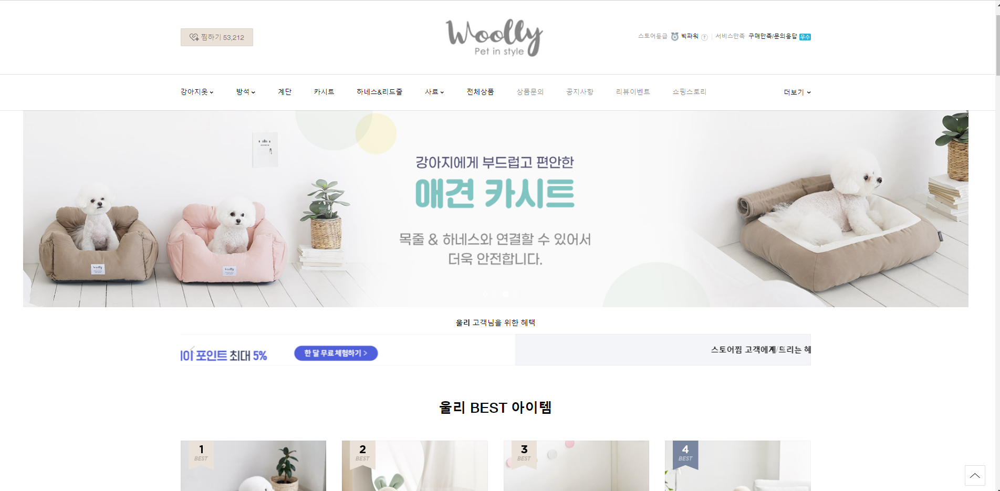 찜하기 53,212
Woolly
Pet in style
스토어등급 빅파워 ? 서비스만족 구매만족/문의응답 우수
강아지옷 방석 계단 카시트 하네스&리드줄 사료 전체상품 상품문의 공지사항 리뷰이벤트 쇼핑스토리 더보기
강아지에게 부드럽고 편안한
애견 카시트
목줄 & 하네스와 연결할 수 있어서
더욱 안전합니다.
Woolly
Woolly
울리 고객님을 위한 혜택
이 포인트 최대 5%
한 달 무료 체험하기 >
스토어찜 고객에게 드리는 혜
울리 BEST 아이템
1
BEST
2
BEST
3
BEST
4
BEST